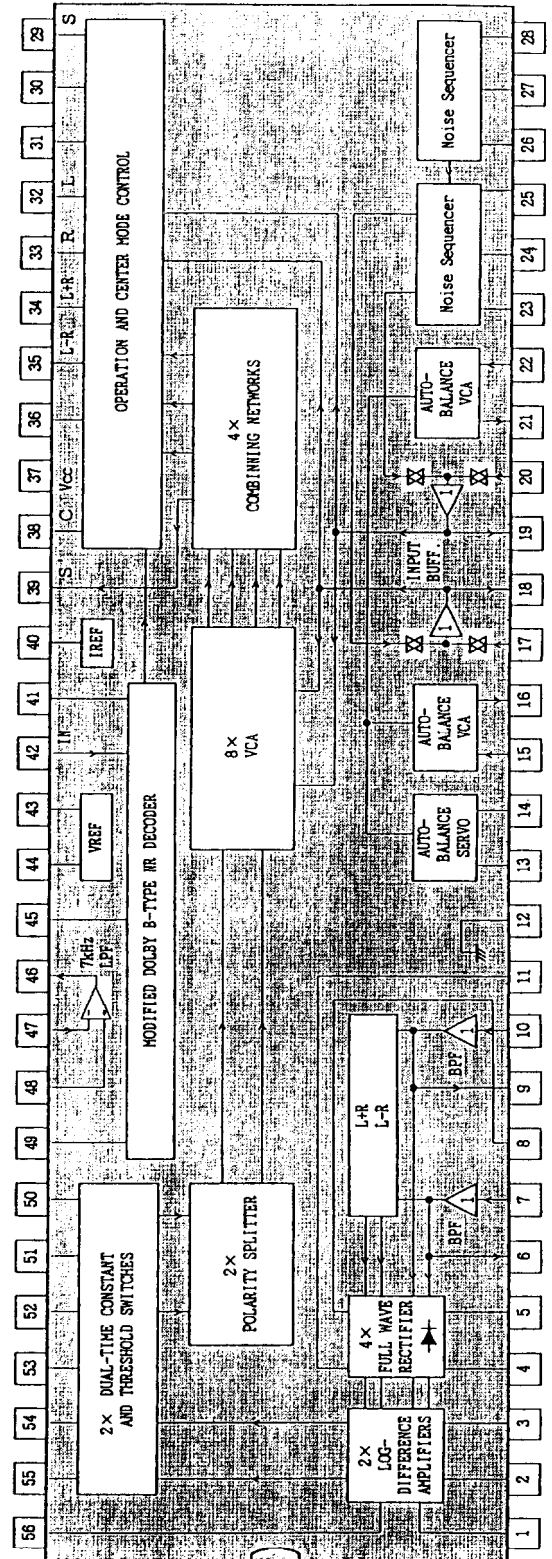 56 55 54 53 52 51 50 49 48 47 46 45 44 43 42 41 40 39 38 37 36 35 34 33 32 31 30 29
IN 'S C Vcc L-R L+R R L S
7kHz
LPF
VREF
IREF
2× DUAL-TIME CONSTANT
AND THRESHOLD SWITCHES
MODIFIED DOLBY B-TYPE NR DECODER
OPERATION AND CENTER MODE CONTROL
2×
POLARITY SPLITTER
8×
VCA
4×
COMBINNING NETWORKS
2×
LOG-
DIFFERENCE
AMPLIFIERS
4×
FULL WAVE
RECTIFIER
L+R
L-R
BPF
1
BPF
1
AUTO-
BALANCE
SERVO
AUTO-
BALANCE
VCA
1
INPUT
BUFF.
1
AUTO-
BALANCE
VCA
Noise Sequencer
Noise Sequencer
1 2 3 4 5 6 7 8 9 10 11 12 13 14 15 16 17 18 19 20 21 22 23 24 25 26 27 28